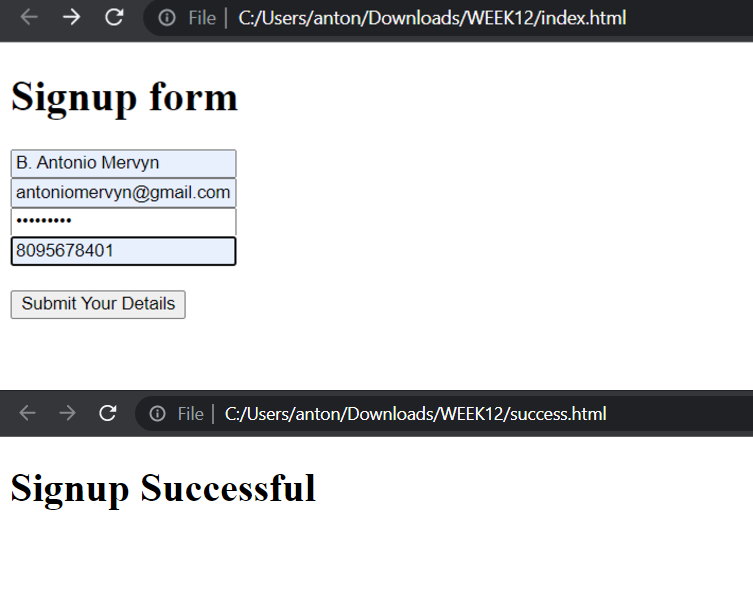 File | C:/Users/anton/Downloads/WEEK12/index.html
Signup form
B. Antonio Mervyn
antoniomervyn@gmail.com
•••••••••
8095678401
Submit Your Details
File | C:/Users/anton/Downloads/WEEK12/success.html
Signup Successful